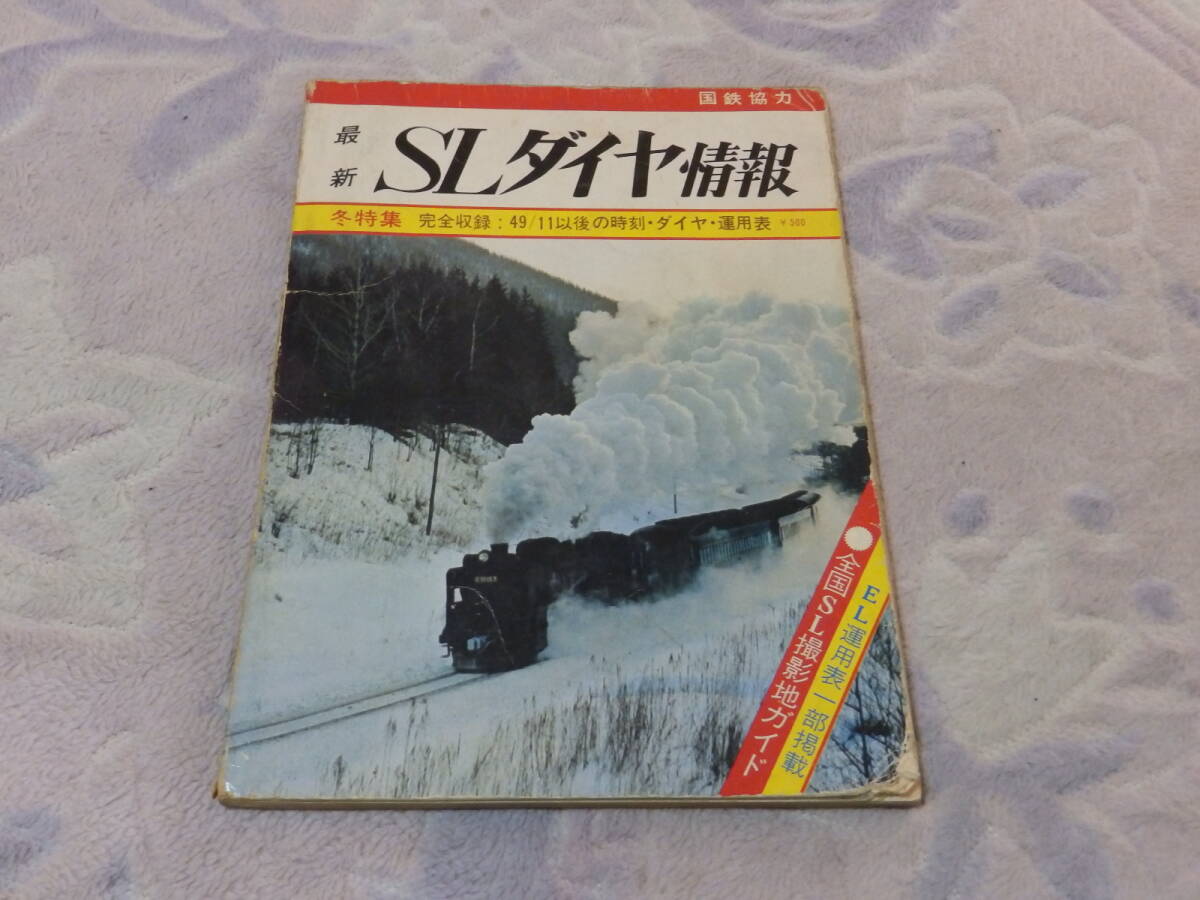 国鉄協力
最新
SLダイヤ情報
冬特集 完全収録:49/11以後の時刻・ダイヤ・運用表 ¥500
●全国SL撮影地ガイド
EL運用表一部掲載